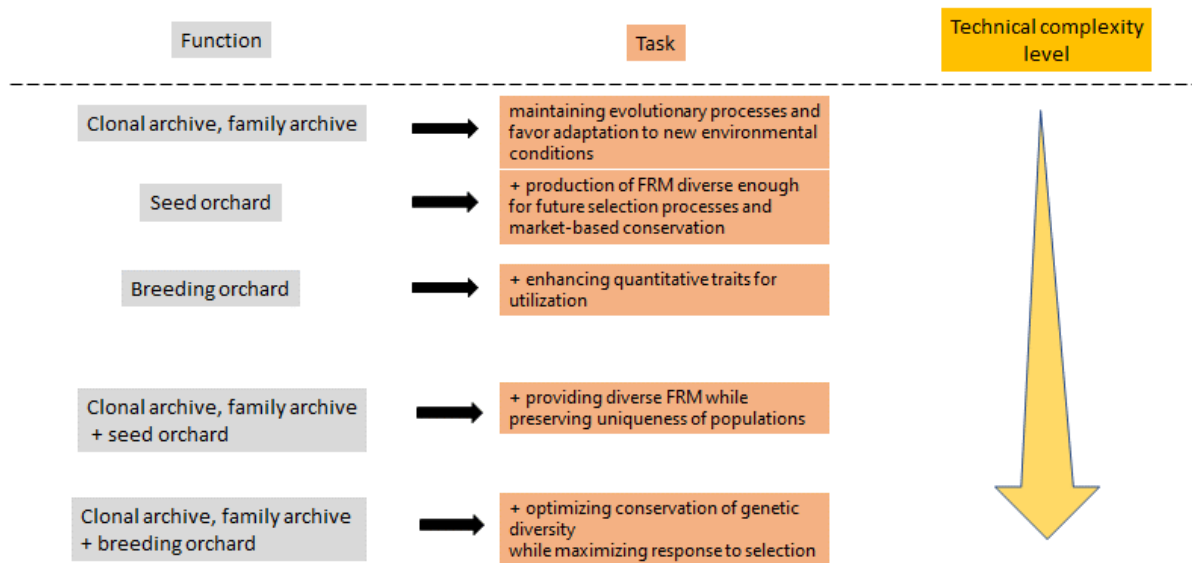 Function
Task
Technical complexity
level
Clonal archive, family archive
maintaining evolutionary processes and
favor adaptation to new environmental
conditions
Seed orchard
+ production of FRM diverse enough
for future selection processes and
market-based conservation
Breeding orchard
+ enhancing quantitative traits for
utilization
Clonal archive, family archive
+ seed orchard
+ providing diverse FRM while
preserving uniqueness of populations
Clonal archive, family archive
+ breeding orchard
+ optimizing conservation of genetic
diversity
while maximizing response to selection